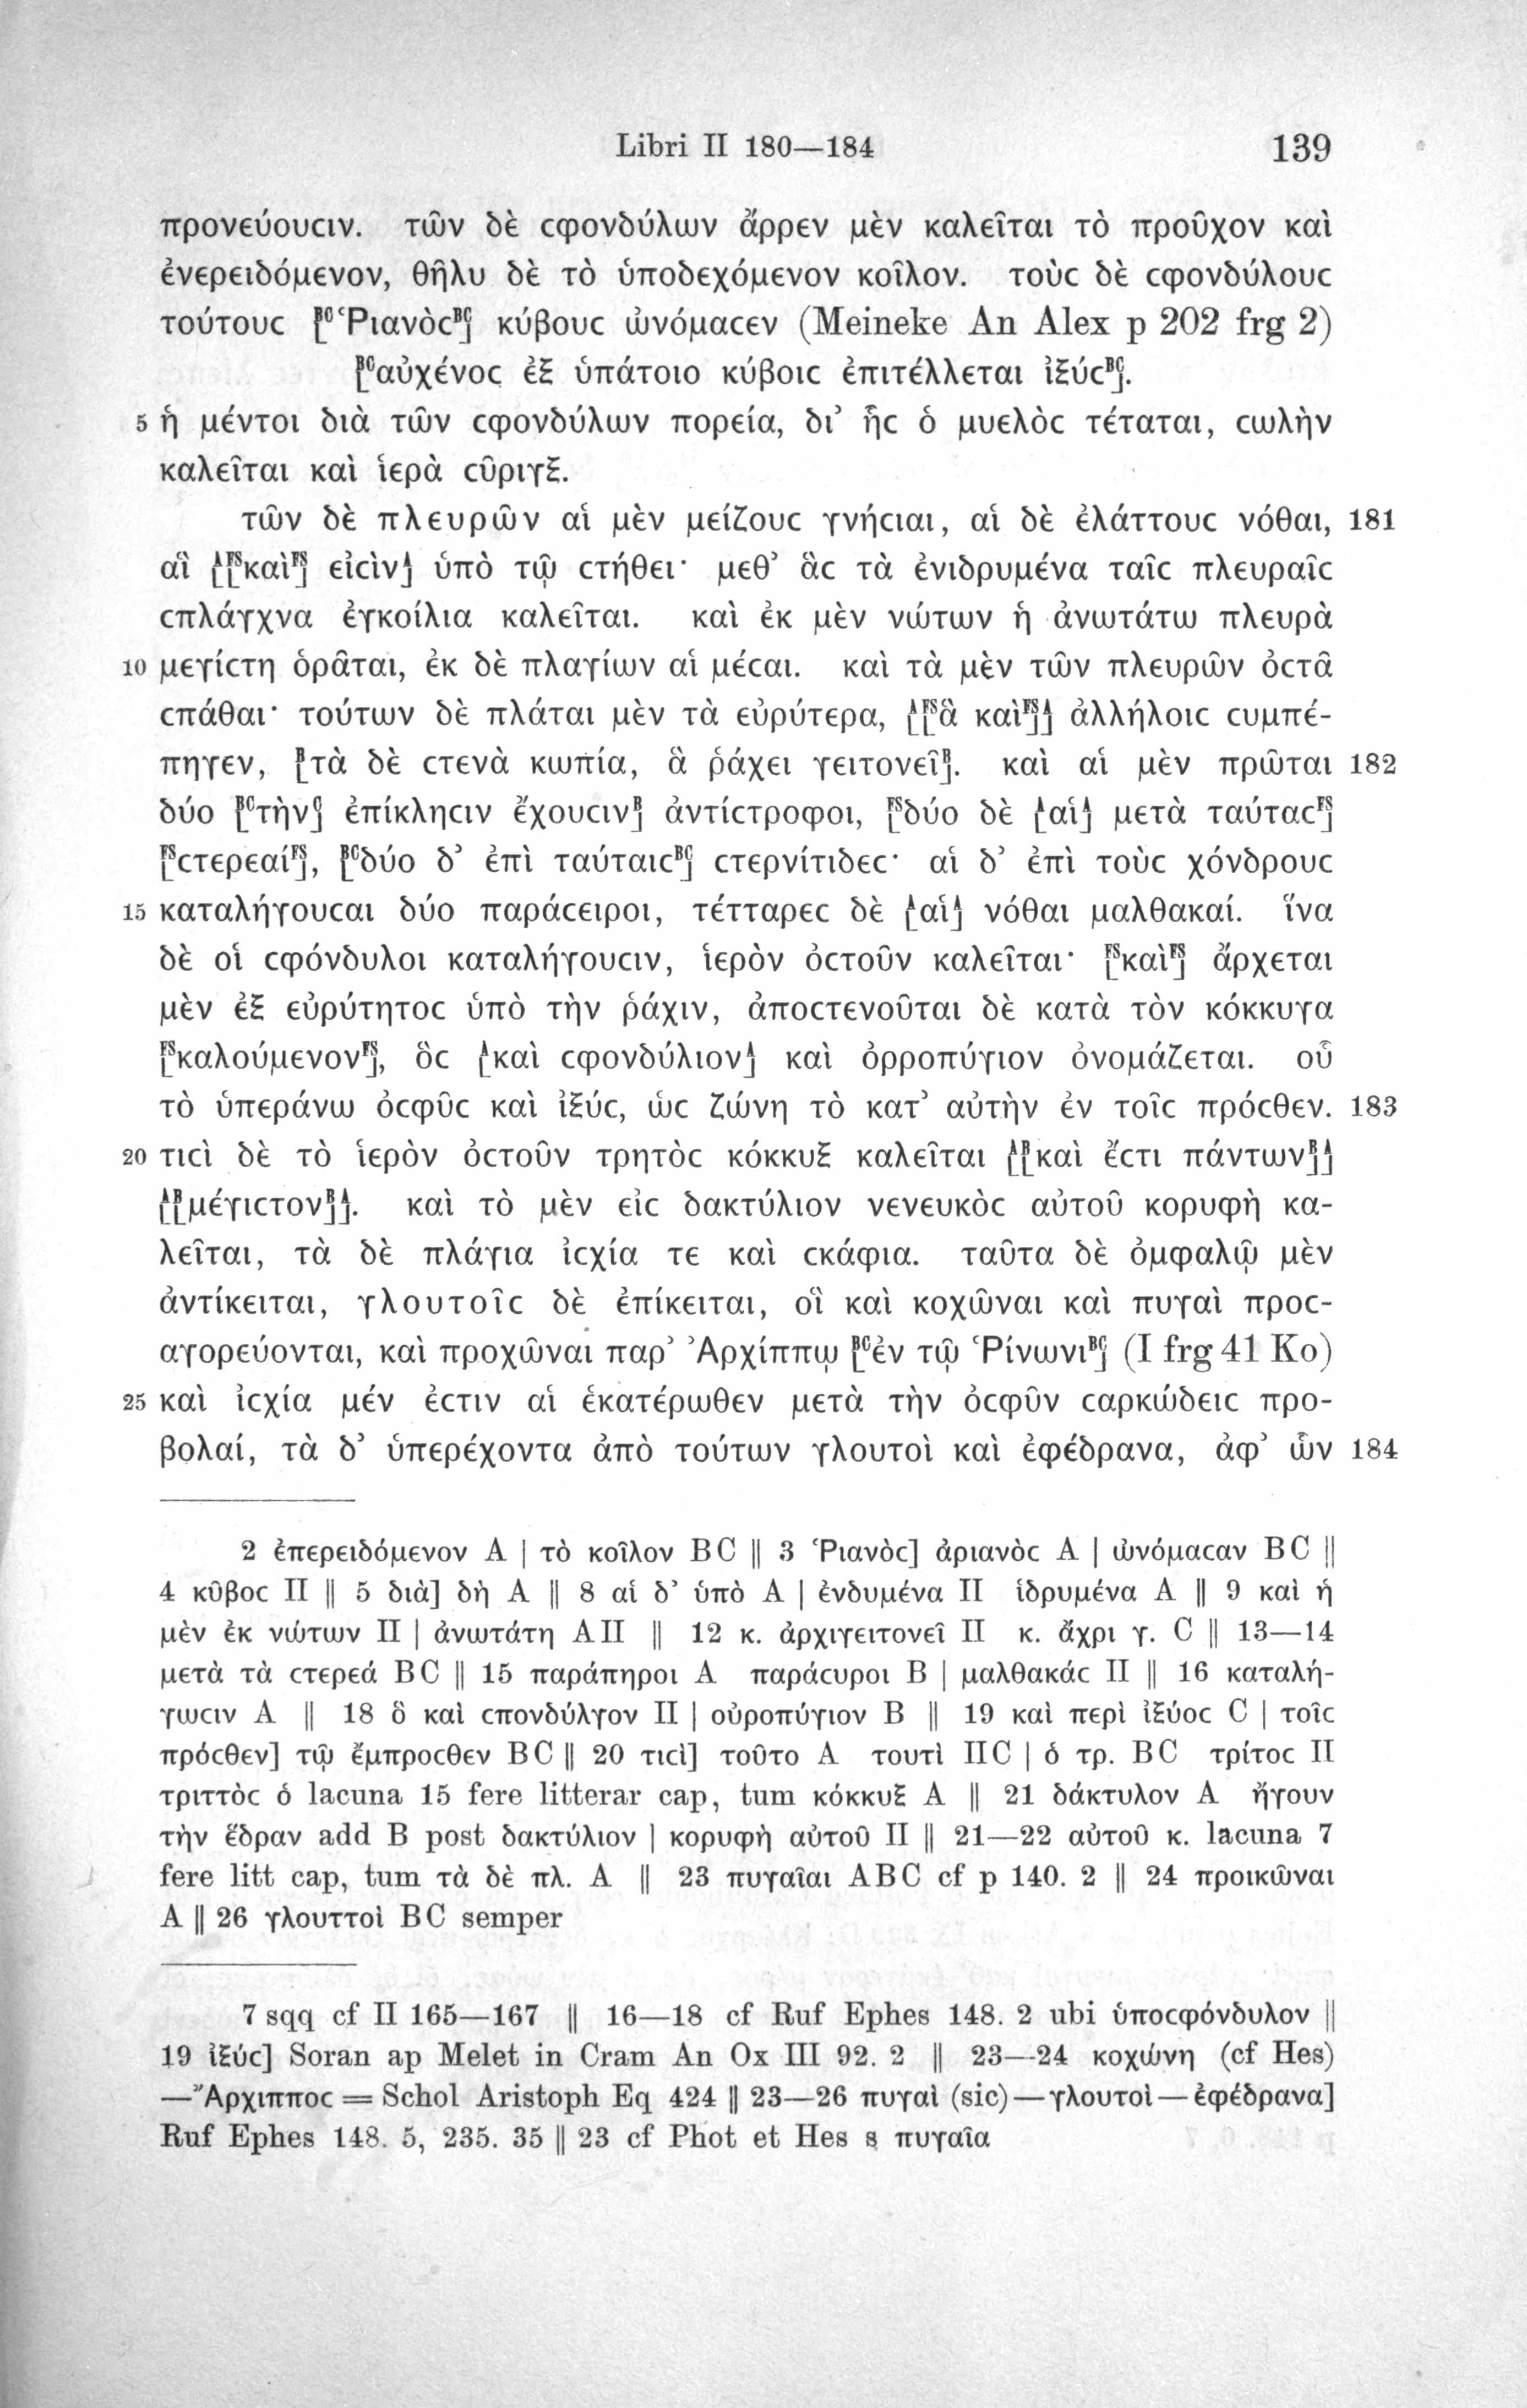 Libri II 180—184 139
προνεύουϲιν. τῶν δὲ ϲφονδύλων ἄρρεν μὲν καλεῖται τὸ προῦχον καὶ
ἐνερειδόμενον, θῆλυ δὲ τὸ ὑποδεχόμενον κοῖλον. τοὺϲ δὲ ϲφονδύλουϲ
τούτουϲ [BC Ῥιανὸϲ BC] κύβουϲ ὠνόμαϲεν (Meineke An Alex p 202 frg 2)
[BC αὐχένοϲ ἐξ ὑπάτοιο κύβοιϲ ἐπιτέλλεται ἰξύϲ BC].
5 ἡ μέντοι διὰ τῶν ϲφονδύλων πορεία, δι’ ἧϲ ὁ μυελὸϲ τέταται, ϲωλὴν
καλεῖται καὶ ἱερὰ ϲῦριγξ.
τῶν δὲ πλευρῶν αἱ μὲν μείζουϲ γνήϲιαι, αἱ δὲ ἐλάττουϲ νόθαι, 181
αἳ [A [FS καὶ FS] εἰϲὶν A] ὑπὸ τῷ ϲτήθει· μεθ’ ἃϲ τὰ ἐνιδρυμένα ταῖϲ πλευραῖϲ
ϲπλάγχνα ἐγκοίλια καλεῖται. καὶ ἐκ μὲν νώτων ἡ ἀνωτάτω πλευρὰ
10 μεγίϲτη ὁρᾶται, ἐκ δὲ πλαγίων αἱ μέϲαι. καὶ τὰ μὲν τῶν πλευρῶν ὀϲτᾶ
ϲπάθαι· τούτων δὲ πλάται μὲν τὰ εὐρύτερα, [A [FS ἃ καὶ FS] A] ἀλλήλοιϲ ϲυμπέ-
πηγεν, [B τὰ δὲ ϲτενὰ κωπία, ἃ ῥάχει γειτονεῖ B]. καὶ αἱ μὲν πρῶται 182
δύο [BC τὴν C] ἐπίκληϲιν ἔχουϲιν B] ἀντίϲτροφοι, [FS δύο δὲ [A αἱ A] μετὰ ταύταϲ FS]
[FS ϲτερεαί FS], [BC δύο δ’ ἐπὶ ταύταιϲ BC] ϲτερνίτιδεϲ· αἱ δ’ ἐπὶ τοὺϲ χόνδρουϲ
15 καταλήγουϲαι δύο παράϲειροι, τέτταρεϲ δὲ [A αἱ A] νόθαι μαλθακαί. ἵνα
δὲ οἱ ϲφόνδυλοι καταλήγουϲιν, ἱερὸν ὀϲτοῦν καλεῖται· [FS καὶ FS] ἄρχεται
μὲν ἐξ εὐρύτητοϲ ὑπὸ τὴν ῥάχιν, ἀποϲτενοῦται δὲ κατὰ τὸν κόκκυγα
[FS καλούμενον FS], ὃϲ [A καὶ ϲφονδύλιον A] καὶ ὀρροπύγιον ὀνομάζεται. οὗ
τὸ ὑπεράνω ὀϲφῦϲ καὶ ἰξύϲ, ὡϲ ζώνη τὸ κατ’ αὐτὴν ἐν τοῖϲ πρόϲθεν. 183
20 τιϲὶ δὲ τὸ ἱερὸν ὀϲτοῦν τρητὸϲ κόκκυξ καλεῖται [A [B καὶ ἔϲτι πάντων B] A]
[A [B μέγιϲτον B] A]. καὶ τὸ μὲν εἰϲ δακτύλιον νενευκὸϲ αὐτοῦ κορυφὴ κα-
λεῖται, τὰ δὲ πλάγια ἰϲχία τε καὶ ϲκάφια. ταῦτα δὲ ὀμφαλῷ μὲν
ἀντίκειται, γλουτοῖϲ δὲ ἐπίκειται, οἳ καὶ κοχῶναι καὶ πυγαὶ προϲ-
αγορεύονται, καὶ προχῶναι παρ’ Ἀρχίππῳ [BC ἐν τῷ Ῥίνωνι BC] (I frg 41 Ko)
25 καὶ ἰϲχία μέν ἐϲτιν αἱ ἑκατέρωθεν μετὰ τὴν ὀϲφῦν ϲαρκώδειϲ προ-
βολαί, τὰ δ’ ὑπερέχοντα ἀπὸ τούτων γλουτοὶ καὶ ἐφέδρανα, ἀφ’ ὧν 184
2 ἐπερειδόμενον A | τὸ κοῖλον BC || 3 Ῥιανὸϲ] ἀριανὸϲ A | ὠνόμαϲαν BC ||
4 κῦβοϲ II || 5 διὰ] δὴ A || 8 αἱ δ’ ὑπὸ A | ἐνδυμένα II ἱδρυμένα A || 9 καὶ ἡ
μὲν ἐκ νώτων II | ἀνωτάτη AII || 12 κ. ἀρχιγειτονεῖ II κ. ἄχρι γ. C || 13—14
μετὰ τὰ ϲτερεά BC || 15 παράπηροι A παράϲυροι B | μαλθακάϲ II || 16 καταλή-
γωϲιν A || 18 ὃ καὶ ϲπονδύλγον II | οὐροπύγιον B || 19 καὶ περὶ ἰξύοϲ C | τοῖϲ
πρόϲθεν] τῷ ἔμπροϲθεν BC || 20 τιϲὶ] τοῦτο A τουτὶ IIC | ὁ τρ. BC τρίτοϲ II
τριττὸϲ ὁ lacuna 15 fere litterar cap, tum κόκκυξ A || 21 δάκτυλον A ἤγουν
τὴν ἕδραν add B post δακτύλιον | κορυφὴ αὐτοῦ II || 21—22 αὐτοῦ κ. lacuna 7
fere litt cap, tum τὰ δὲ πλ. A || 23 πυγαῖαι ABC cf p 140. 2 || 24 προικῶναι
A || 26 γλουττοὶ BC semper
7 sqq cf II 165—167 || 16—18 cf Ruf Ephes 148. 2 ubi ὑποϲφόνδυλον ||
19 ἰξύϲ] Soran ap Melet in Cram An Ox III 92. 2 || 23—24 κοχώνη (cf Hes)
—Ἄρχιπποϲ = Schol Aristoph Eq 424 || 23—26 πυγαὶ (sic)—γλουτοὶ—ἐφέδρανα]
Ruf Ephes 148. 5, 235. 35 || 23 cf Phot et Hes s πυγαῖα